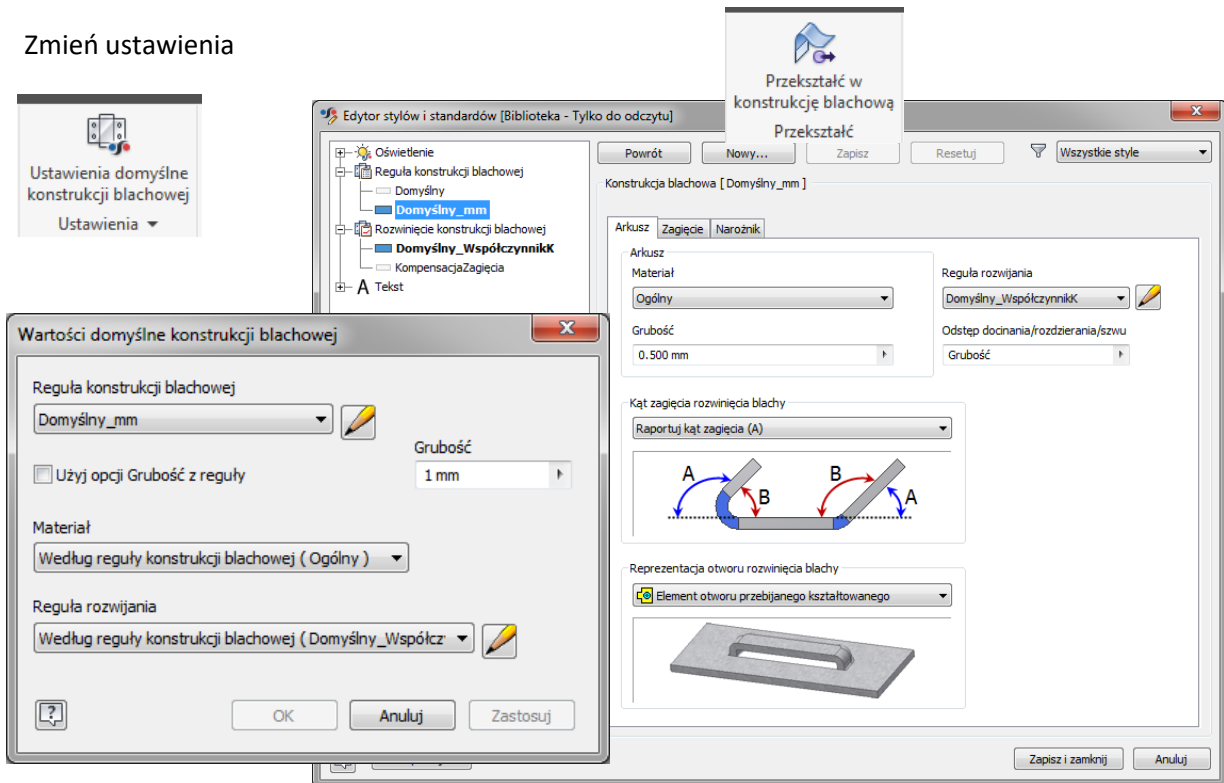 Zmień ustawienia
Ustawienia domyślne
konstrukcji blachowej
Ustawienia
Przekształć w
konstrukcję blachową
Przekształć
Edytor stylów i standardów [Biblioteka - Tylko do odczytu]
Oświetlenie
Reguła konstrukcji blachowej
Domyślny
Domyślny_mm
Rozwinięcie konstrukcji blachowej
Domyślny_WspółczynnikK
KompensacjaZagięcia
A Tekst
Powrót
Nowy...
Zapisz
Resetuj
Wszystkie style
Konstrukcja blachowa [ Domyślny_mm ]
Arkusz
Zagięcie
Narożnik
Arkusz
Materiał
Ogólny
Grubość
0.500 mm
Reguła rozwijania
Domyślny_WspółczynnikK
Odstęp docinania/rozdzierania/szwu
Grubość
Kąt zagięcia rozwinięcia blachy
Raportuj kąt zagięcia (A)
A
B
B
A
Reprezentacja otworu rozwinięcia blachy
Element otworu przebijanego kształtowanego
Zapisz i zamknij
Anuluj
Wartości domyślne konstrukcji blachowej
Reguła konstrukcji blachowej
Domyślny_mm
Użyj opcji Grubość z reguły
Grubość
1 mm
Materiał
Według reguły konstrukcji blachowej ( Ogólny )
Reguła rozwijania
Według reguły konstrukcji blachowej ( Domyślny_Współcz
?
OK
Anuluj
Zastosuj